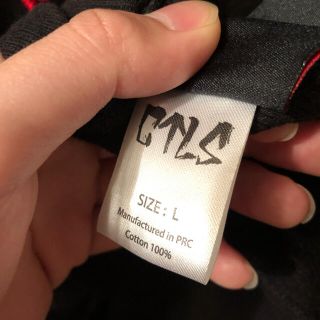 CTLS
SIZE : L
Manufactured in PRC
Cotton 100%